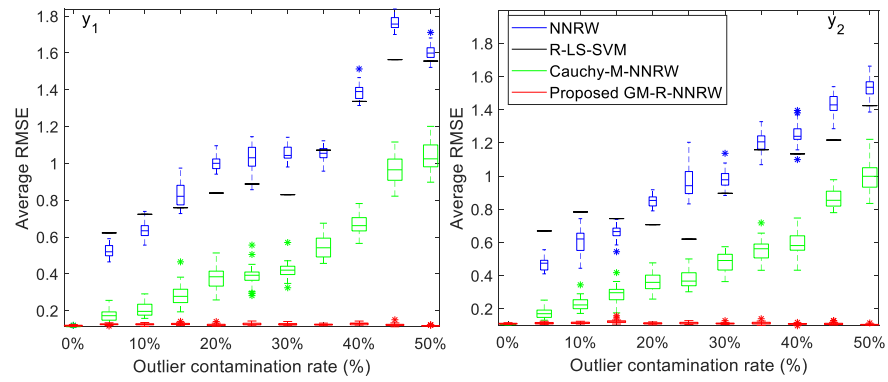 y1
Average RMSE
1.8
1.6
1.4
1.2
1
0.8
0.6
0.4
0.2
0% 10% 20% 30% 40% 50%
Outlier contamination rate (%)
y2
NNRW
R-LS-SVM
Cauchy-M-NNRW
Proposed GM-R-NNRW
Average RMSE
1.8
1.6
1.4
1.2
1
0.8
0.6
0.4
0.2
0% 10% 20% 30% 40% 50%
Outlier contamination rate (%)